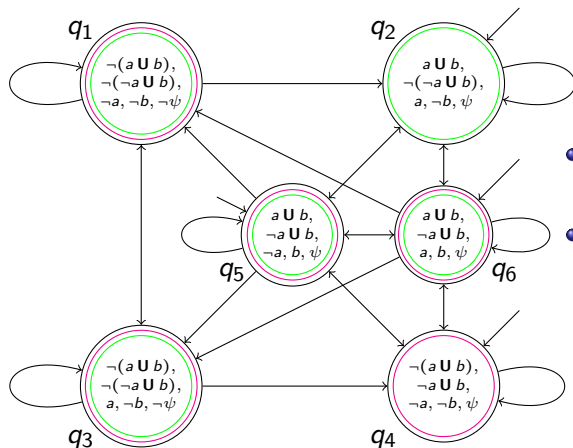 q1
¬(a U b),
¬(¬a U b),
¬a, ¬b, ¬ψ
q2
a U b,
¬(¬a U b),
a, ¬b, ψ
q5
a U b,
¬a U b,
¬a, b, ψ
q6
a U b,
¬a U b,
a, b, ψ
q3
¬(a U b),
¬(¬a U b),
a, ¬b, ¬ψ
q4
¬(a U b),
¬a U b,
¬a, ¬b, ψ